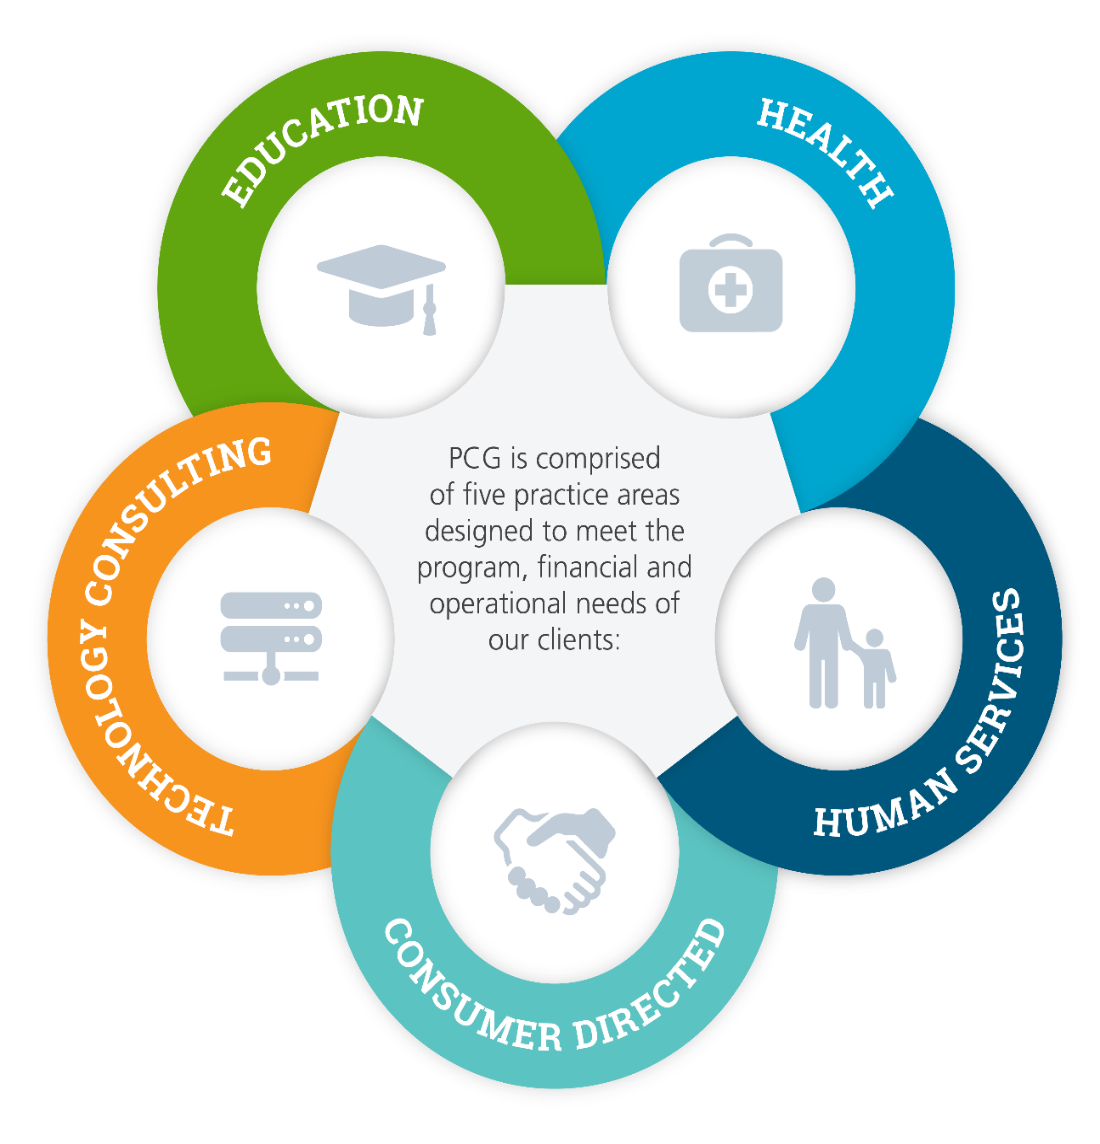 EDUCATION
HEALTH
TECHNOLOGY CONSULTING
PCG is comprised
of five practice areas
designed to meet the
program, financial and
operational needs of
our clients:
HUMAN SERVICES
CONSUMER DIRECTED